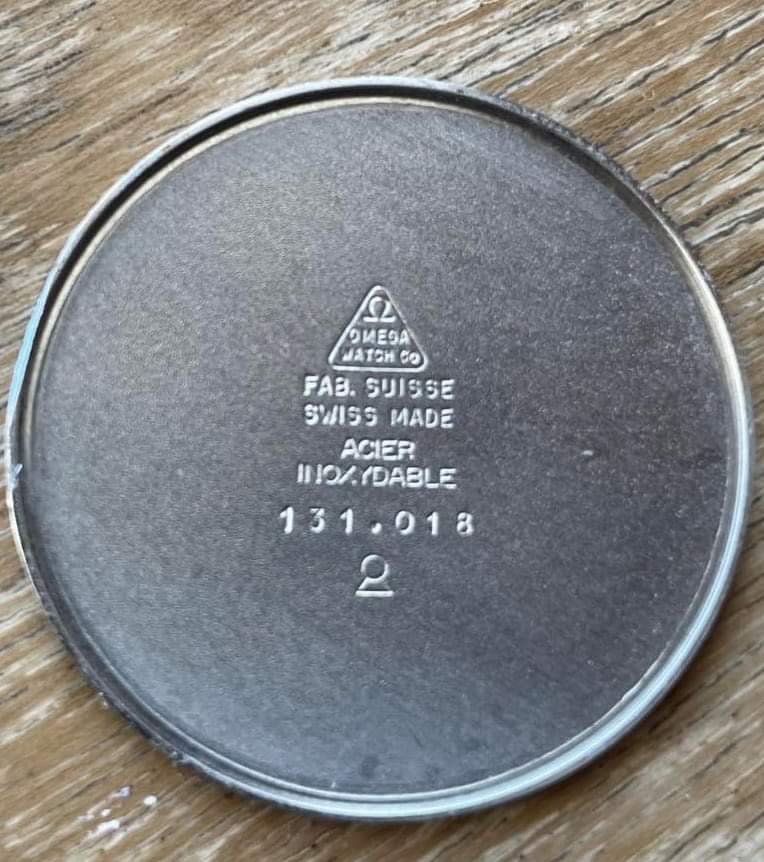 Ω
OMEGA
WATCH Co
FAB. SUISSE
SWISS MADE
ACIER
INOXYDABLE
131.018